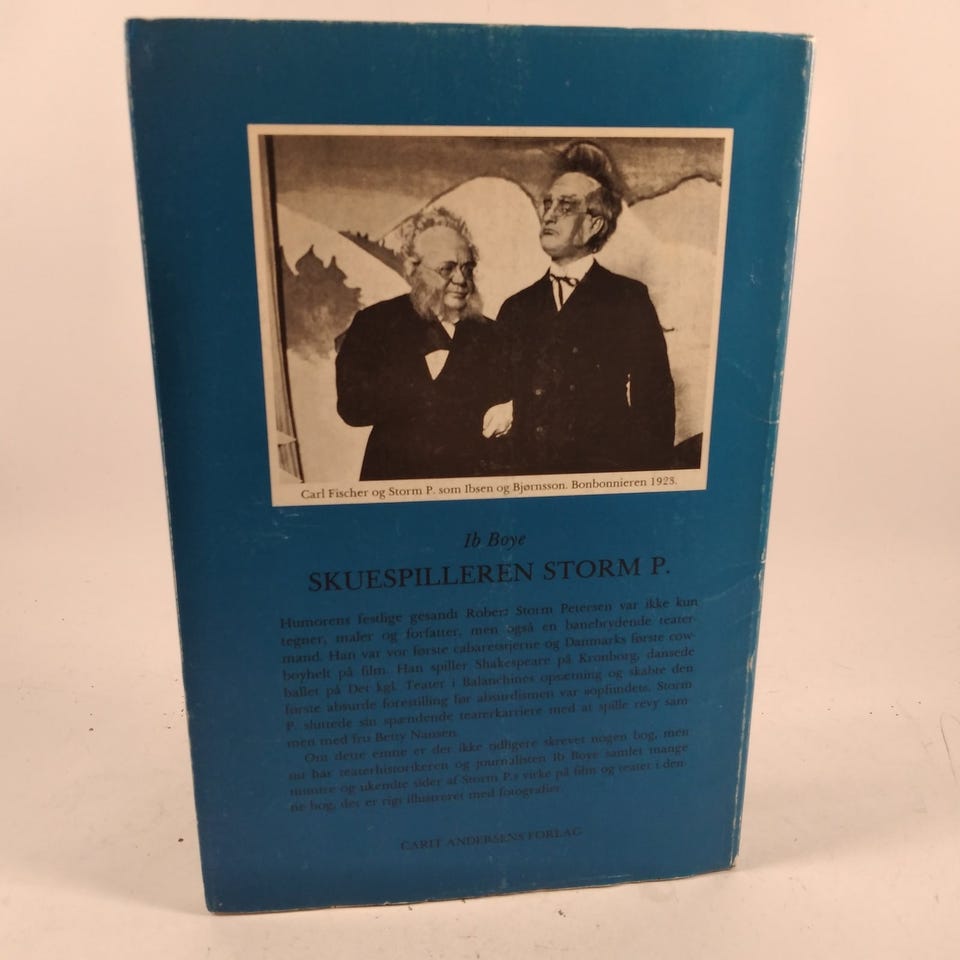 Carl Fischer og Storm P. som Ibsen og Bjørnsson. Bonbonnieren 1923.
Ib Boye
SKUESPILLEREN STORM P.
Humorens festlige gesandt Robert Storm Petersen var ikke kun
tegner, maler og forfatter, men også en banebrydende teater-
mand. Han var vor første cabaretstjerne og Danmarks første cow-
boyhelt på film. Han spiller Shakespeare på Kronborg, dansede
ballet på Det kgl. Teater i Balanchines opsætning og skabte den
første absurde forestilling før absurdismen var »opfundet«. Storm
P. sluttede sin spændende teaterkarriere med at spille revy sam-
men med fru Betty Nansen.
Om dette emne er der ikke tidligere skrevet nogen bog, men
nu har teaterhistorikeren og journalisten Ib Boye samlet mange
muntre og ukendte sider af Storm P.s virke på film og teater i den-
ne bog, der er rigt illustreret med fotografier.
CARIT ANDERSENS FORLAG